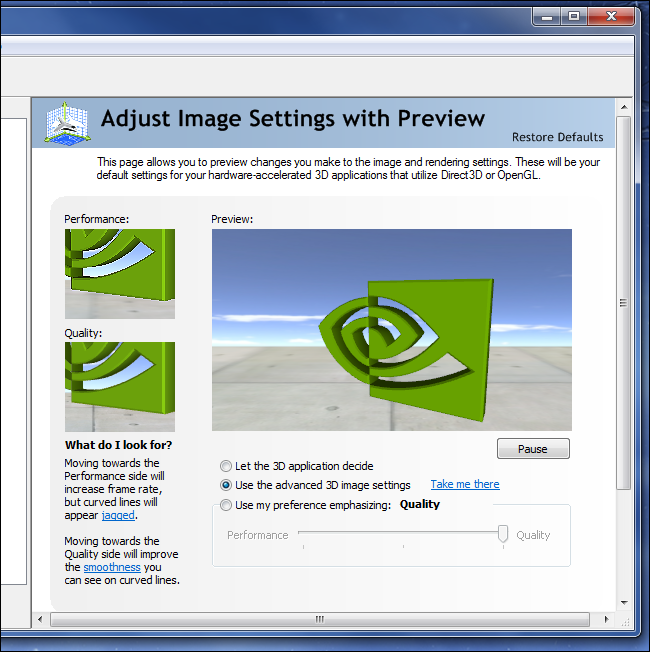 Adjust Image Settings with Preview
Restore Defaults
This page allows you to preview changes you make to the image and rendering settings. These will be your
default settings for your hardware-accelerated 3D applications that utilize Direct3D or OpenGL.
Performance:
Preview:
Quality:
What do I look for?
Moving towards the
Performance side will
increase frame rate,
but curved lines will
appear jagged.
Moving towards the
Quality side will improve
the smoothness you
can see on curved lines.
Pause
Let the 3D application decide
Use the advanced 3D image settings Take me there
Use my preference emphasizing: Quality
Performance Quality